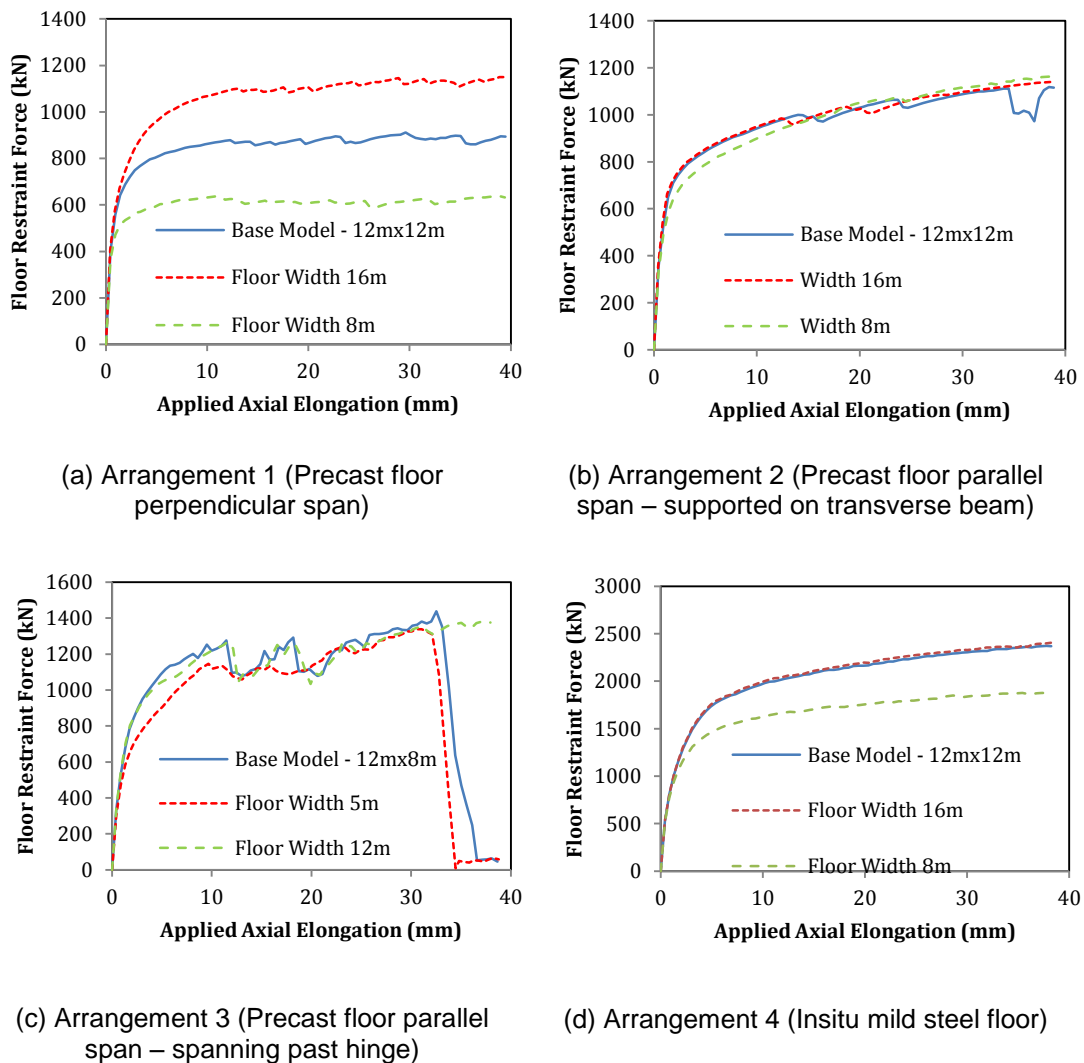 Floor Restraint Force (kN)
1400
1200
1000
800
600
400
200
0
Base Model - 12mx12m
Floor Width 16m
Floor Width 8m
0 10 20 30 40
Applied Axial Elongation (mm)
(a) Arrangement 1 (Precast floor
perpendicular span)
Floor Restraint Force (kN)
1400
1200
1000
800
600
400
200
0
Base Model - 12mx12m
Width 16m
Width 8m
0 10 20 30 40
Applied Axial Elongation (mm)
(b) Arrangement 2 (Precast floor parallel
span – supported on transverse beam)
Floor Restraint Force (kN)
1600
1400
1200
1000
800
600
400
200
0
Base Model - 12mx8m
Floor Width 5m
Floor Width 12m
0 10 20 30 40
Applied Axial Elongation (mm)
(c) Arrangement 3 (Precast floor parallel
span – spanning past hinge)
Floor Restraint Force (kN)
3000
2500
2000
1500
1000
500
0
Base Model - 12mx12m
Floor Width 16m
Floor Width 8m
0 10 20 30 40
Applied Axial Elongation (mm)
(d) Arrangement 4 (Insitu mild steel floor)